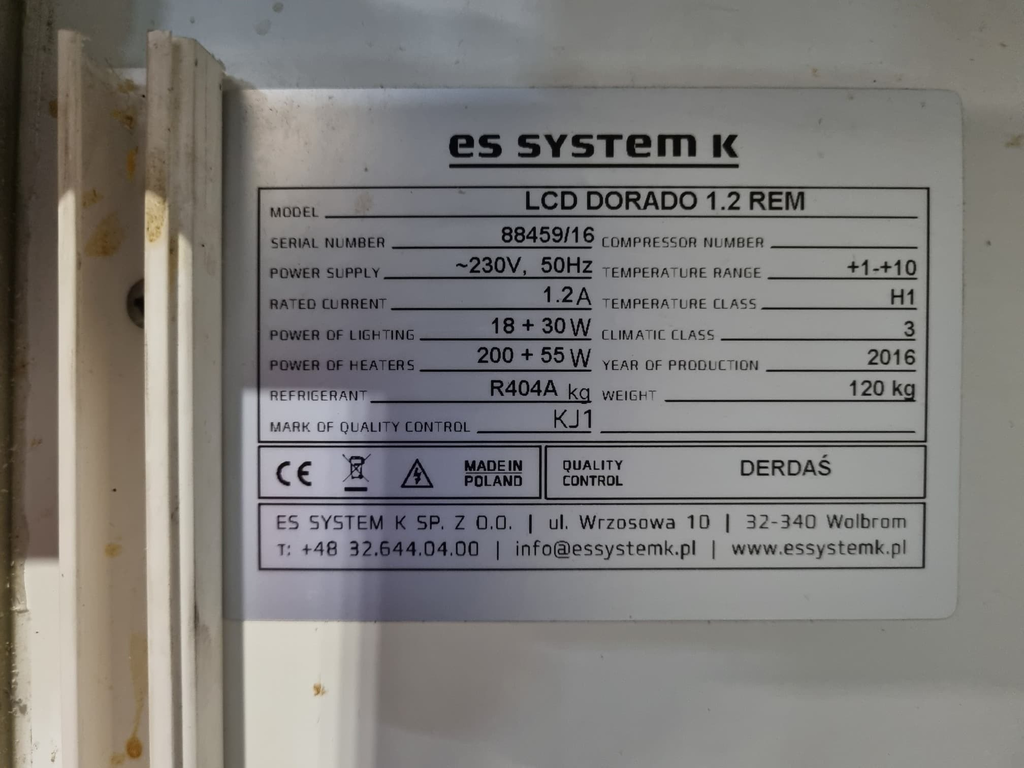 es system k
MODEL LCD DORADO 1.2 REM
SERIAL NUMBER 88459/16 COMPRESSOR NUMBER
POWER SUPPLY ~230V, 50Hz TEMPERATURE RANGE +1-+10
RATED CURRENT 1.2A TEMPERATURE CLASS H1
POWER OF LIGHTING 18 + 30 W CLIMATIC CLASS 3
POWER OF HEATERS 200 + 55 W YEAR OF PRODUCTION 2016
REFRIGERANT R404A kg WEIGHT 120 kg
MARK OF QUALITY CONTROL KJ1
CE MADE IN POLAND QUALITY CONTROL DERDAŚ
ES SYSTEM K SP. Z O.O. | ul. Wrzosowa 10 | 32-340 Wolbrom
T: +48 32.644.04.00 | info@essystemk.pl | www.essystemk.pl